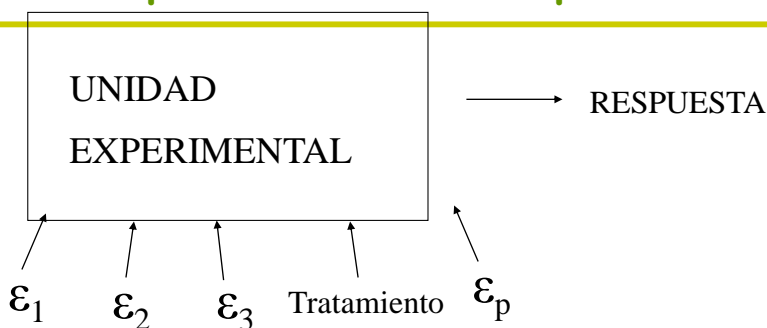 UNIDAD
EXPERIMENTAL
RESPUESTA
ε1 ε2 ε3 Tratamiento εp